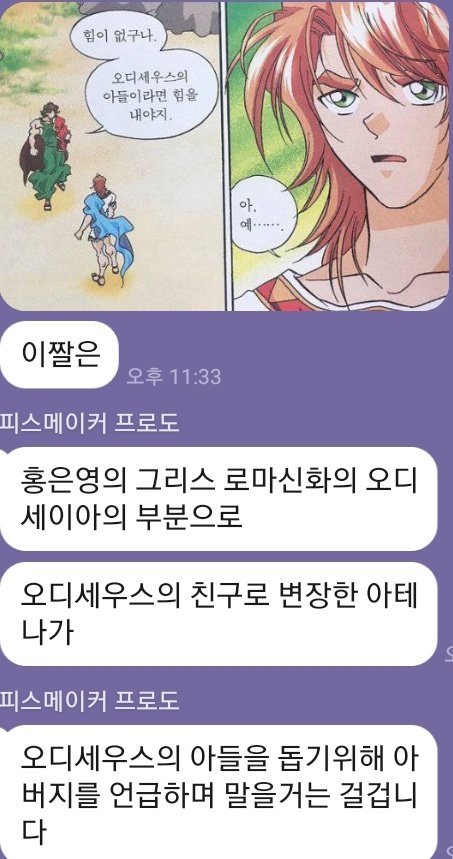 힘이 없구나.
오디세우스의
아들이라면 힘을
내야지.
아.
예…….
이짤은
오후 11:33
피스메이커 프로도
홍은영의 그리스 로마신화의 오디
세이아의 부분으로
오디세우스의 친구로 변장한 아테
나가
피스메이커 프로도
오디세우스의 아들을 돕기위해 아
버지를 언급하며 말을거는 걸겁니
다